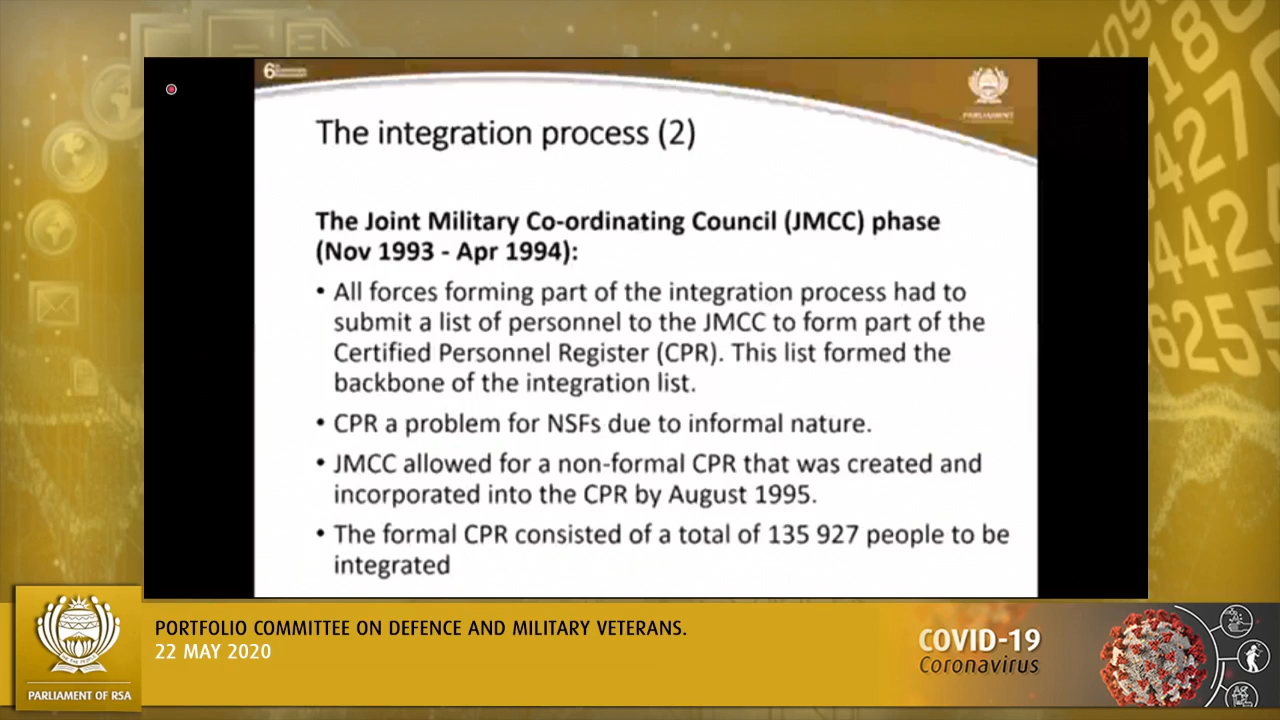 6
PARLIAMENT
The integration process (2)
The Joint Military Co-ordinating Council (JMCC) phase
(Nov 1993 - Apr 1994):
• All forces forming part of the integration process had to
submit a list of personnel to the JMCC to form part of the
Certified Personnel Register (CPR). This list formed the
backbone of the integration list.
• CPR a problem for NSFs due to informal nature.
• JMCC allowed for a non-formal CPR that was created and
incorporated into the CPR by August 1995.
• The formal CPR consisted of a total of 135 927 people to be
integrated
PORTFOLIO COMMITTEE ON DEFENCE AND MILITARY VETERANS.
22 MAY 2020
PARLIAMENT OF RSA
COVID-19
Coronavirus